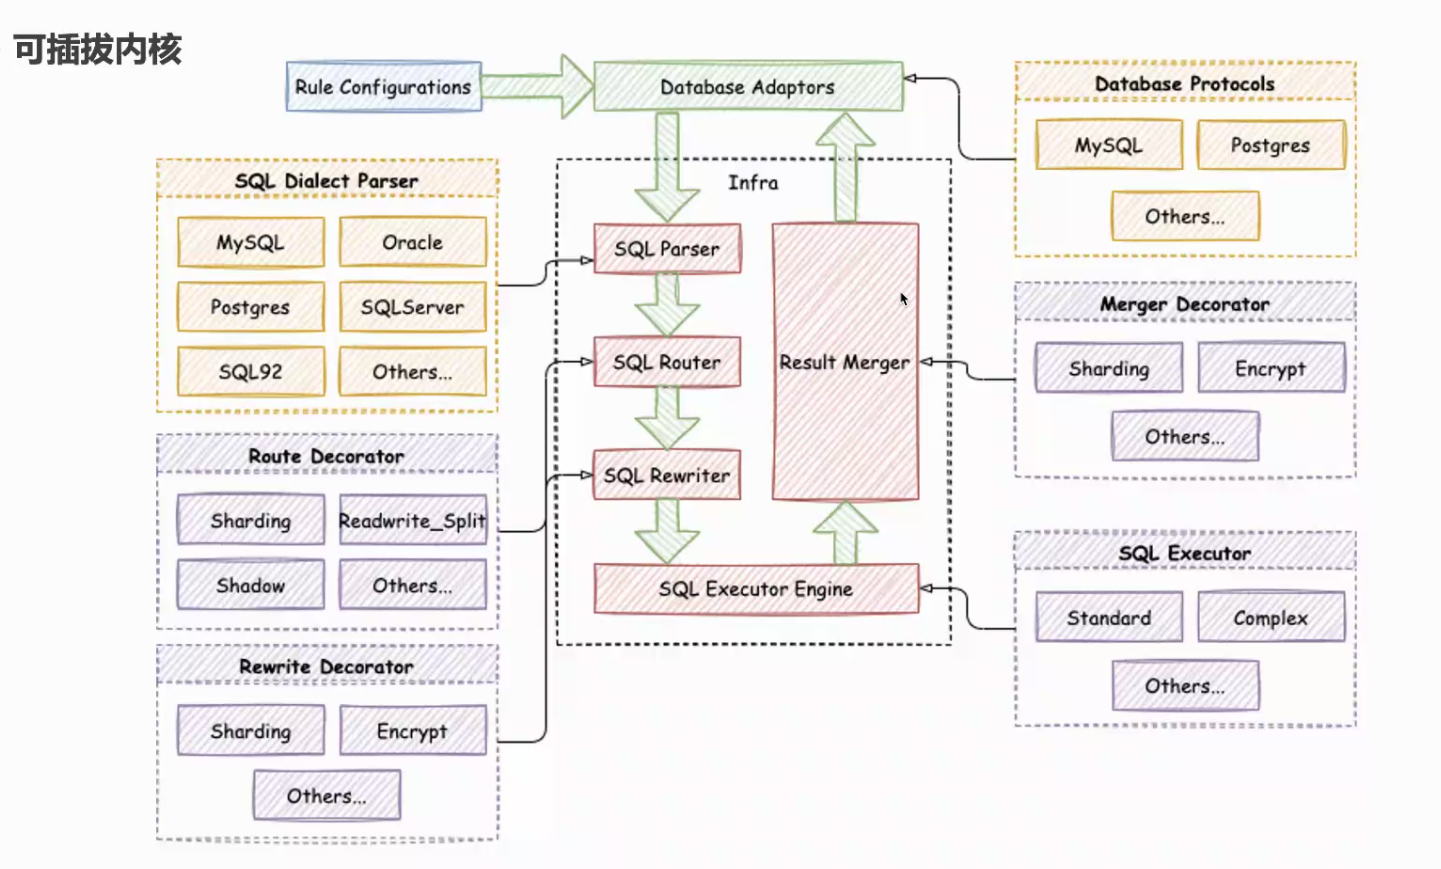 可插拔内核
Rule Configurations
Database Adaptors
Database Protocols
MySQL
Postgres
Others...
SQL Dialect Parser
MySQL
Oracle
Postgres
SQLServer
SQL92
Others...
Infra
SQL Parser
SQL Router
SQL Rewriter
Result Merger
SQL Executor Engine
Merger Decorator
Sharding
Encrypt
Others...
Route Decorator
Sharding
Readwrite_Split
Shadow
Others...
SQL Executor
Standard
Complex
Others...
Rewrite Decorator
Sharding
Encrypt
Others...